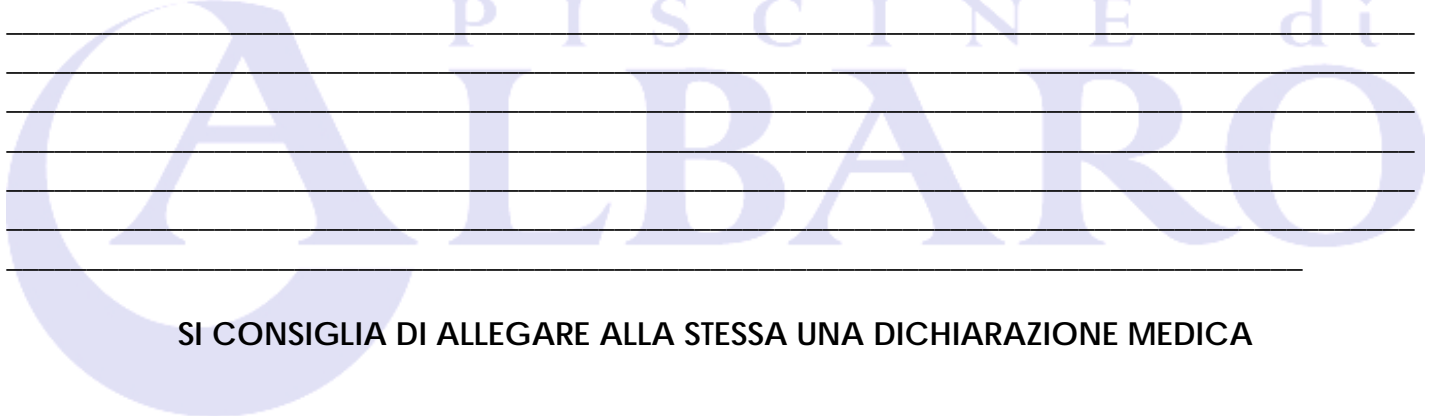 PISCINE di
ALBARO
SI CONSIGLIA DI ALLEGARE ALLA STESSA UNA DICHIARAZIONE MEDICA